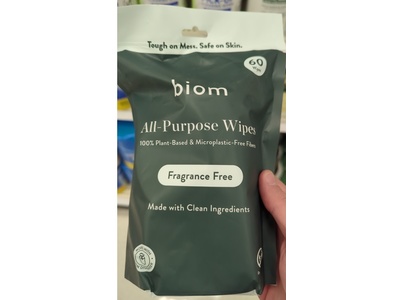 Tough on Mess. Safe on Skin.
60
biom
All-Purpose Wipes
100% Plant-Based & Microplastic-Free Fibers
Fragrance Free
Made with Clean Ingredients